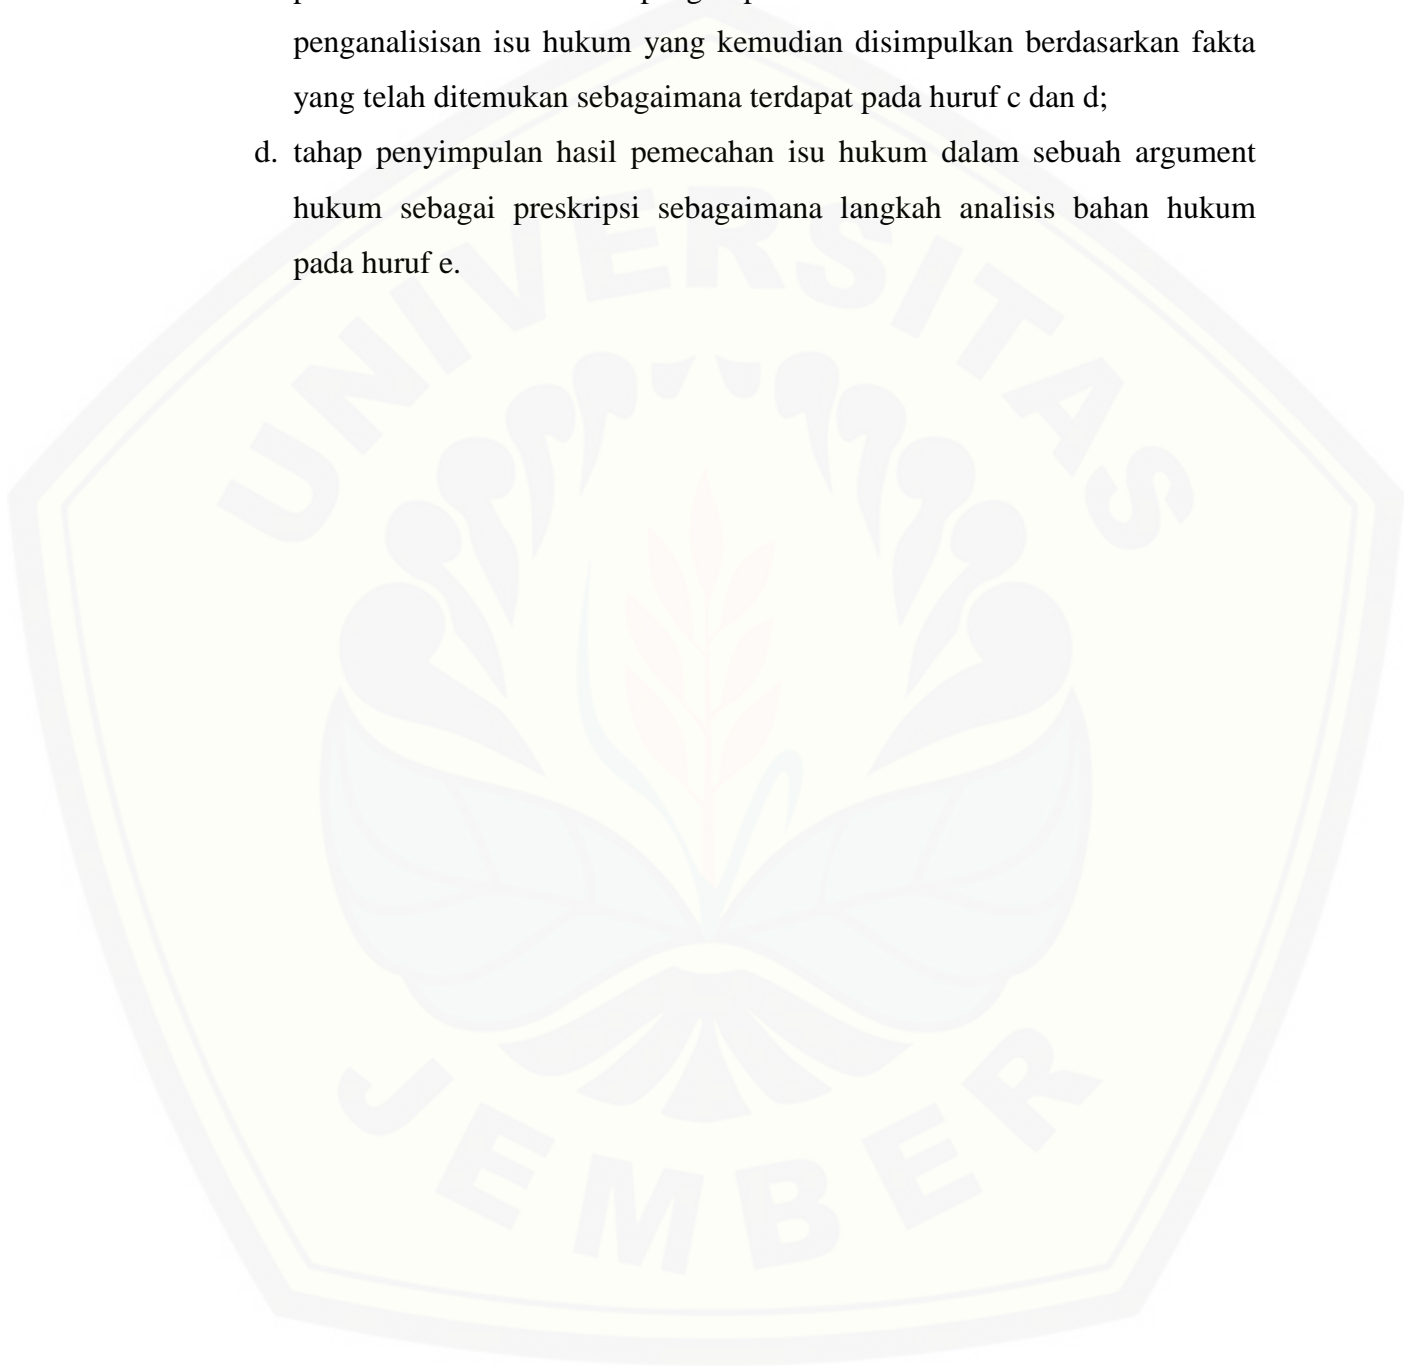 penganalisisan isu hukum yang kemudian disimpulkan berdasarkan fakta
yang telah ditemukan sebagaimana terdapat pada huruf c dan d;
d. tahap penyimpulan hasil pemecahan isu hukum dalam sebuah argument
hukum sebagai preskripsi sebagaimana langkah analisis bahan hukum
pada huruf e.
UNIVERSITAS
JEMBER